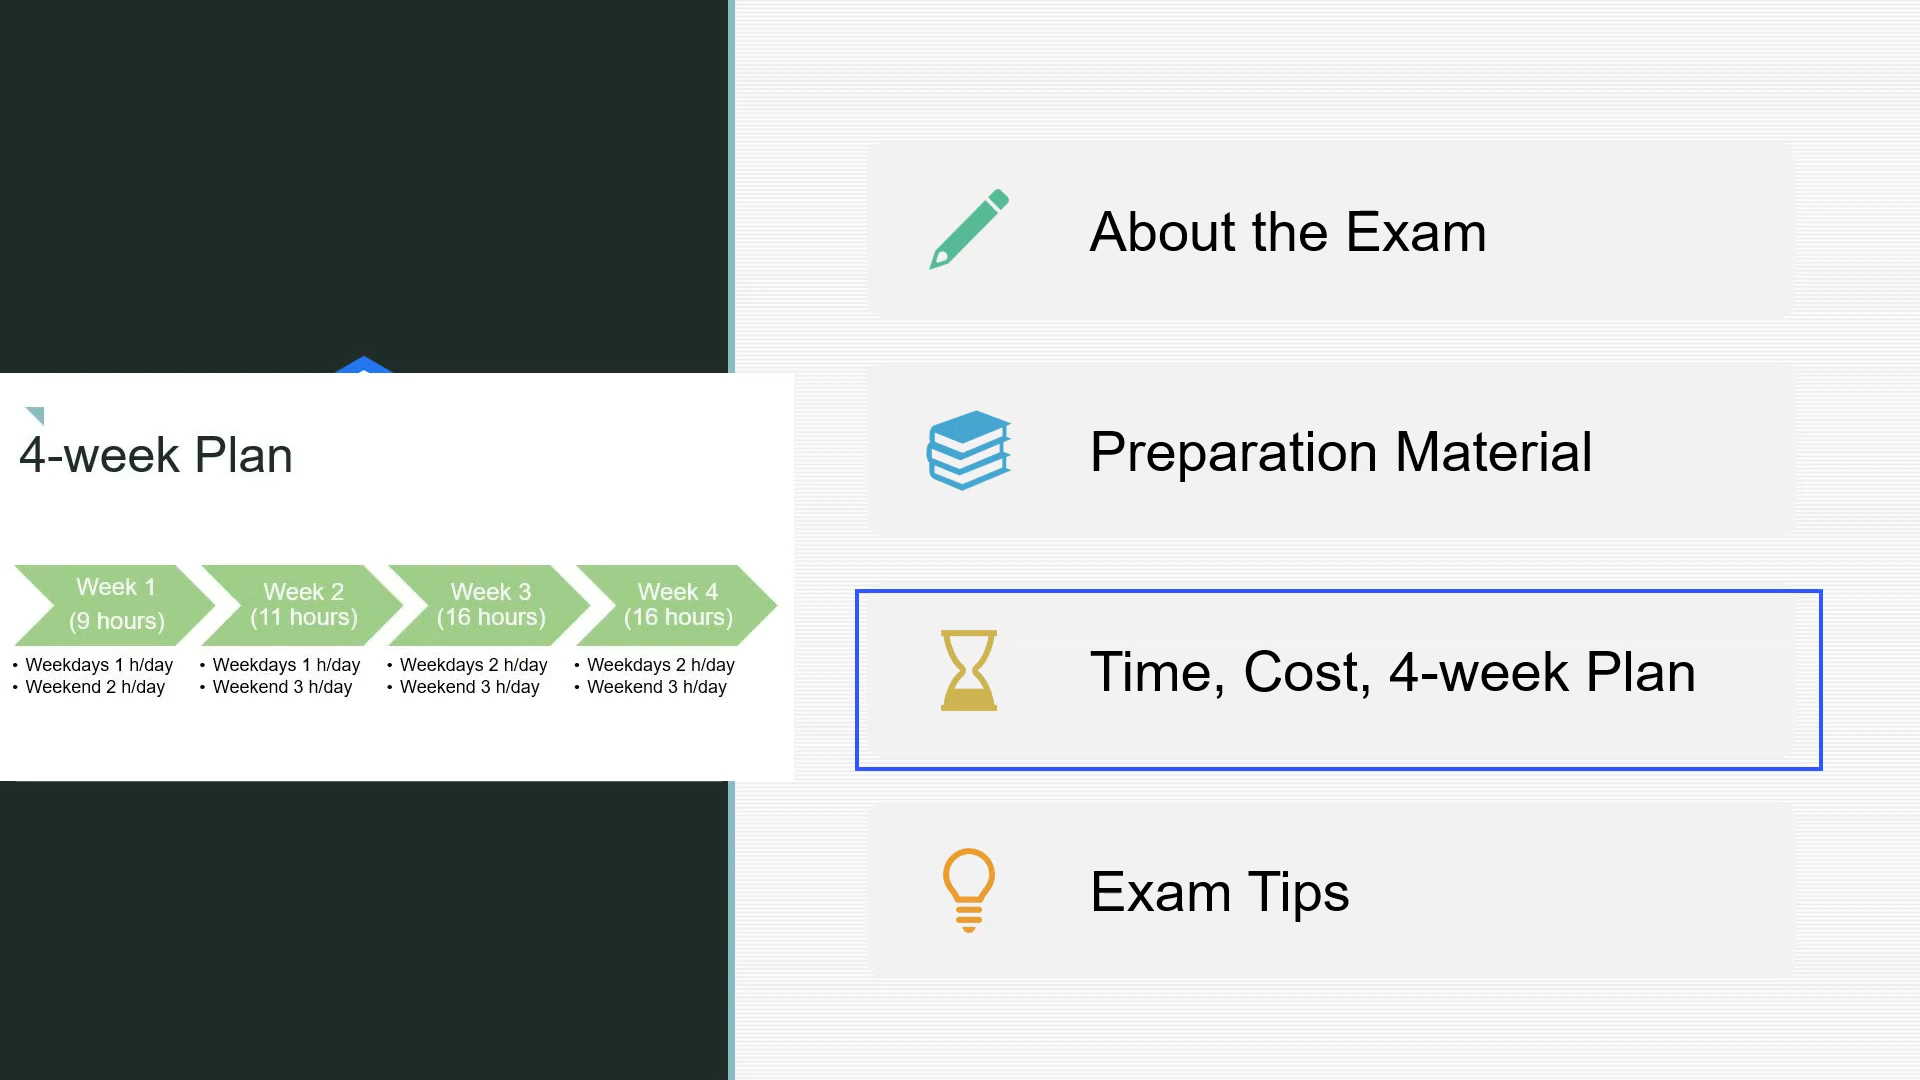 4-week Plan
Week 1
(9 hours)
• Weekdays 1 h/day
• Weekend 2 h/day
Week 2
(11 hours)
• Weekdays 1 h/day
• Weekend 3 h/day
Week 3
(16 hours)
• Weekdays 2 h/day
• Weekend 3 h/day
Week 4
(16 hours)
• Weekdays 2 h/day
• Weekend 3 h/day
About the Exam
Preparation Material
Time, Cost, 4-week Plan
Exam Tips